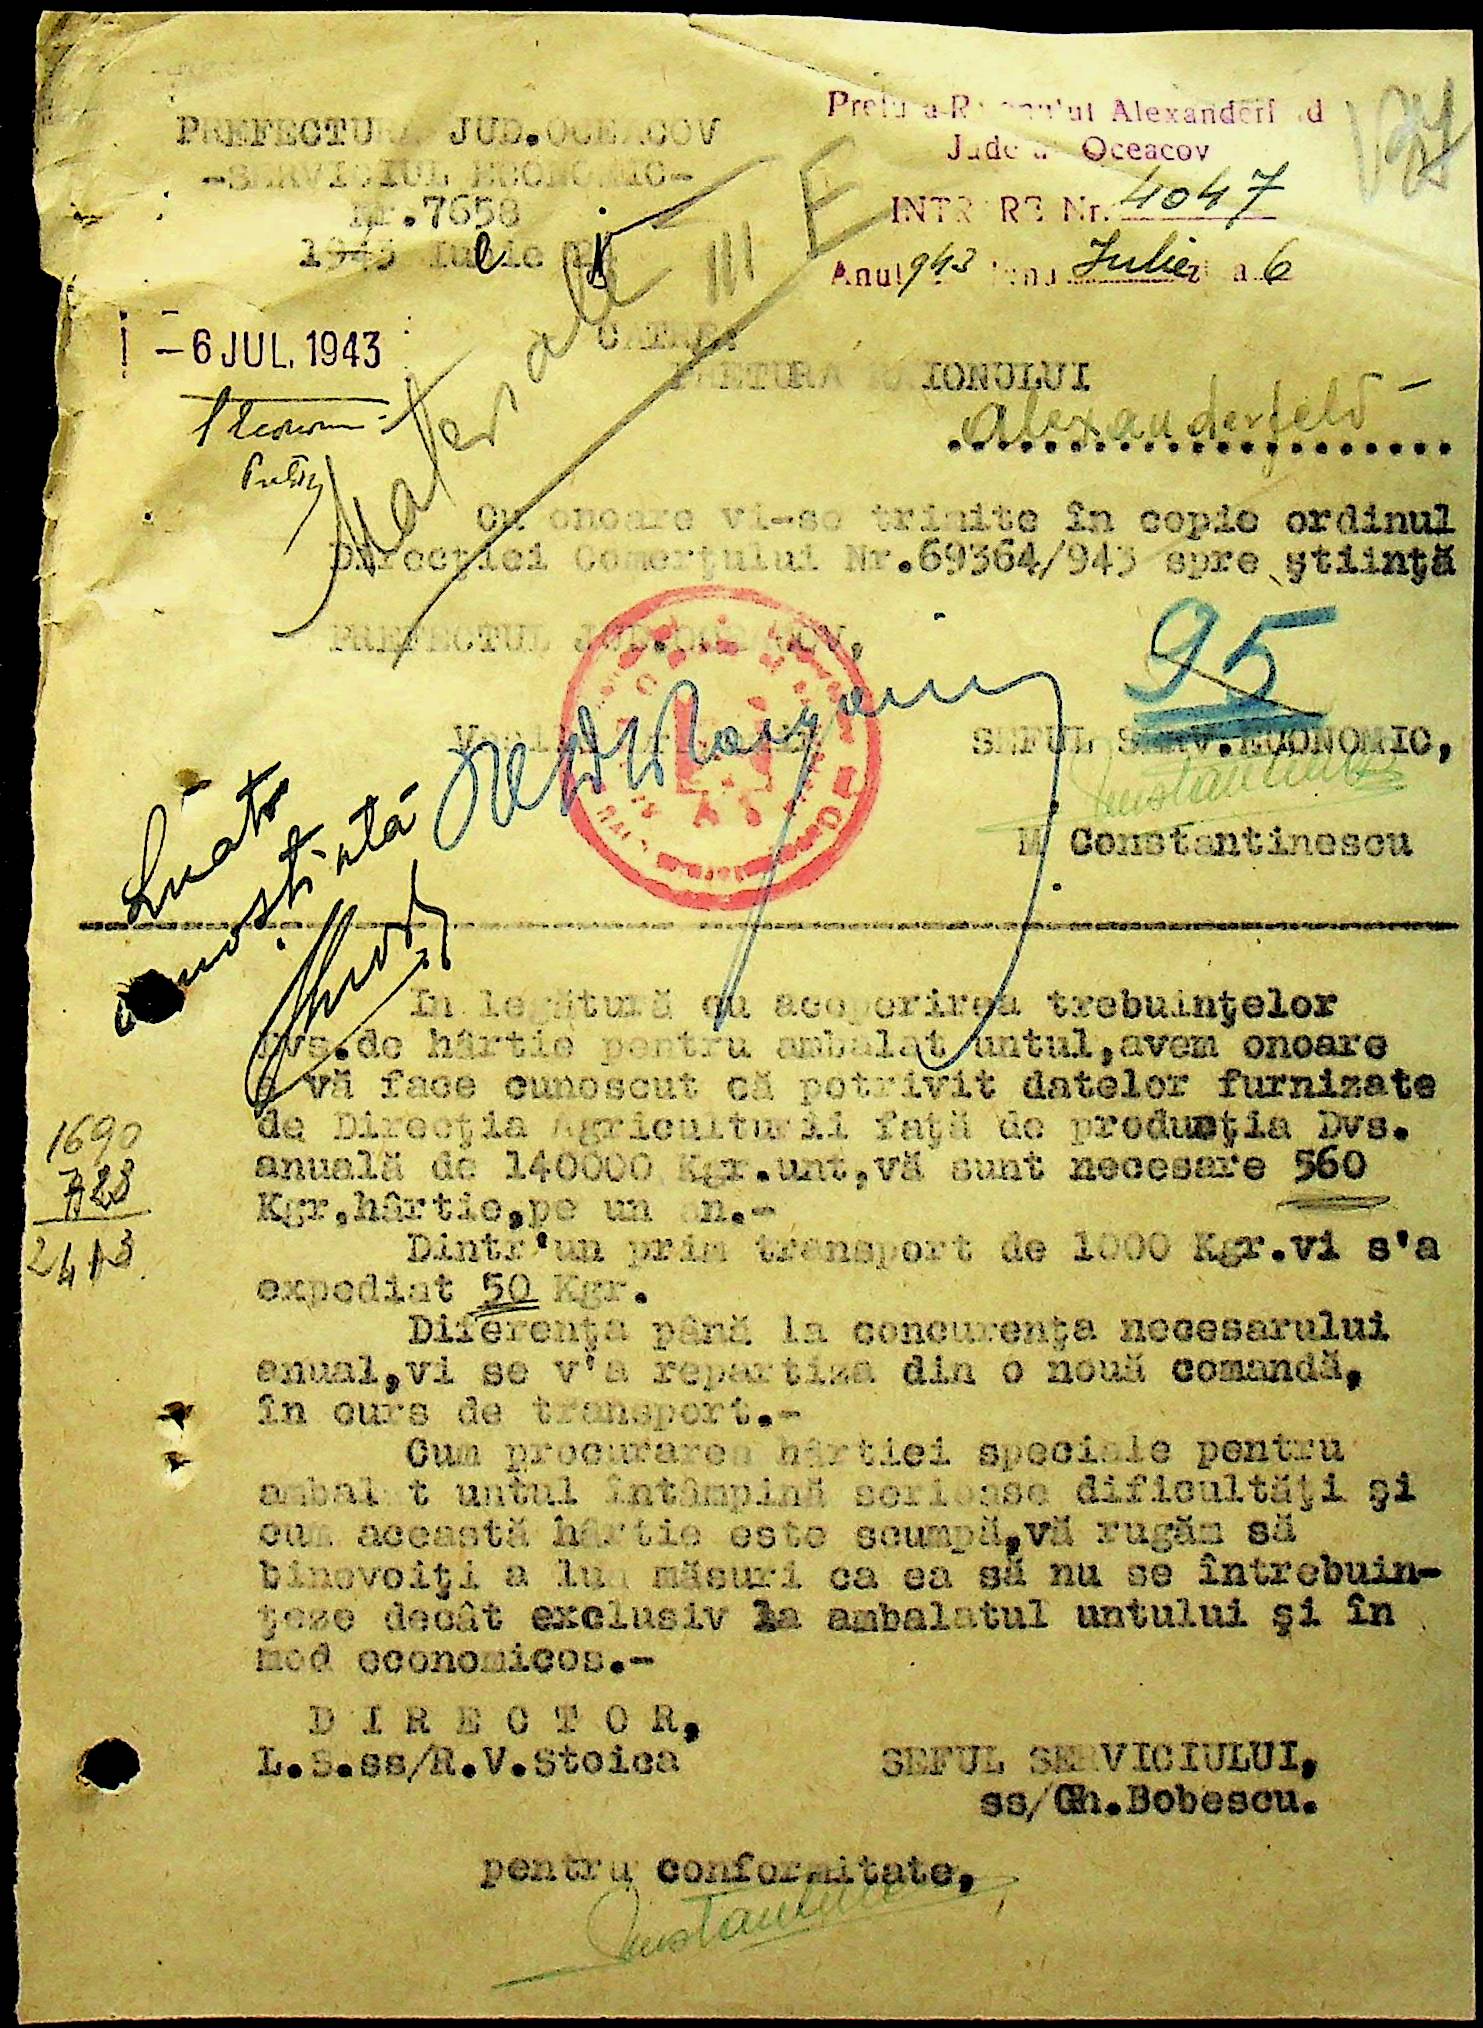 PREFECTURA JUD.OCEACOV
-SERVICIUL ECONOMIC-
Nr.7658
1943 Iulie
Pretura Raionului Alexanderfeld
Județul Oceacov
INTRARE Nr. 4047
Anul 943 luna Iulie ziua 6
-6 JUL. 1943
Materiale III E
CATRE
PRETURA RAIONULUI
Alexanderfeld
Cu onoare vi-se trimite în copie ordinul
Direcţiei Comerţului Nr.69364/943 spre ştiinţă
PREFECTUL JUD.OCEACOV,
95
SEFUL SERV.ECONOMIC,
M Constantinescu
Luat
cunoştintă
In legătură cu acoperirea trebuinţelor
Dvs.de hârtie pentru ambalat untul,avem onoare
a vă face cunoscut că potrivit datelor furnizate
de Direcţia Agriculturii faţă de producţia Dvs.
anuală de 140000 Kgr.unt,vă sunt necesare 560
Kgr.hârtie,pe un an.-
1690
723
2413
Dintr'un prim transport de 1000 Kgr.vi s'a
expediat 50 Kgr.
Diferenţa până la concurenţa necesarului
anual,vi se v'a repartiza din o nouă comandă,
în curs de transport.-
Cum procurarea hârtiei speciale pentru
ambalat untul întâmpină serioase dificultăţi şi
cum această hârtie este scumpă,vă rugăm să
binevoiţi a lua măsuri ca ea să nu se întrebuin-
ţeze decât exclusiv la ambalatul untului şi în
mod economicos.-
D I R E C T O R,
L.S.ss/R.V.Stoica
SEFUL SERVICIULUI,
ss/Gh.Bobescu.
pentru conformitate,